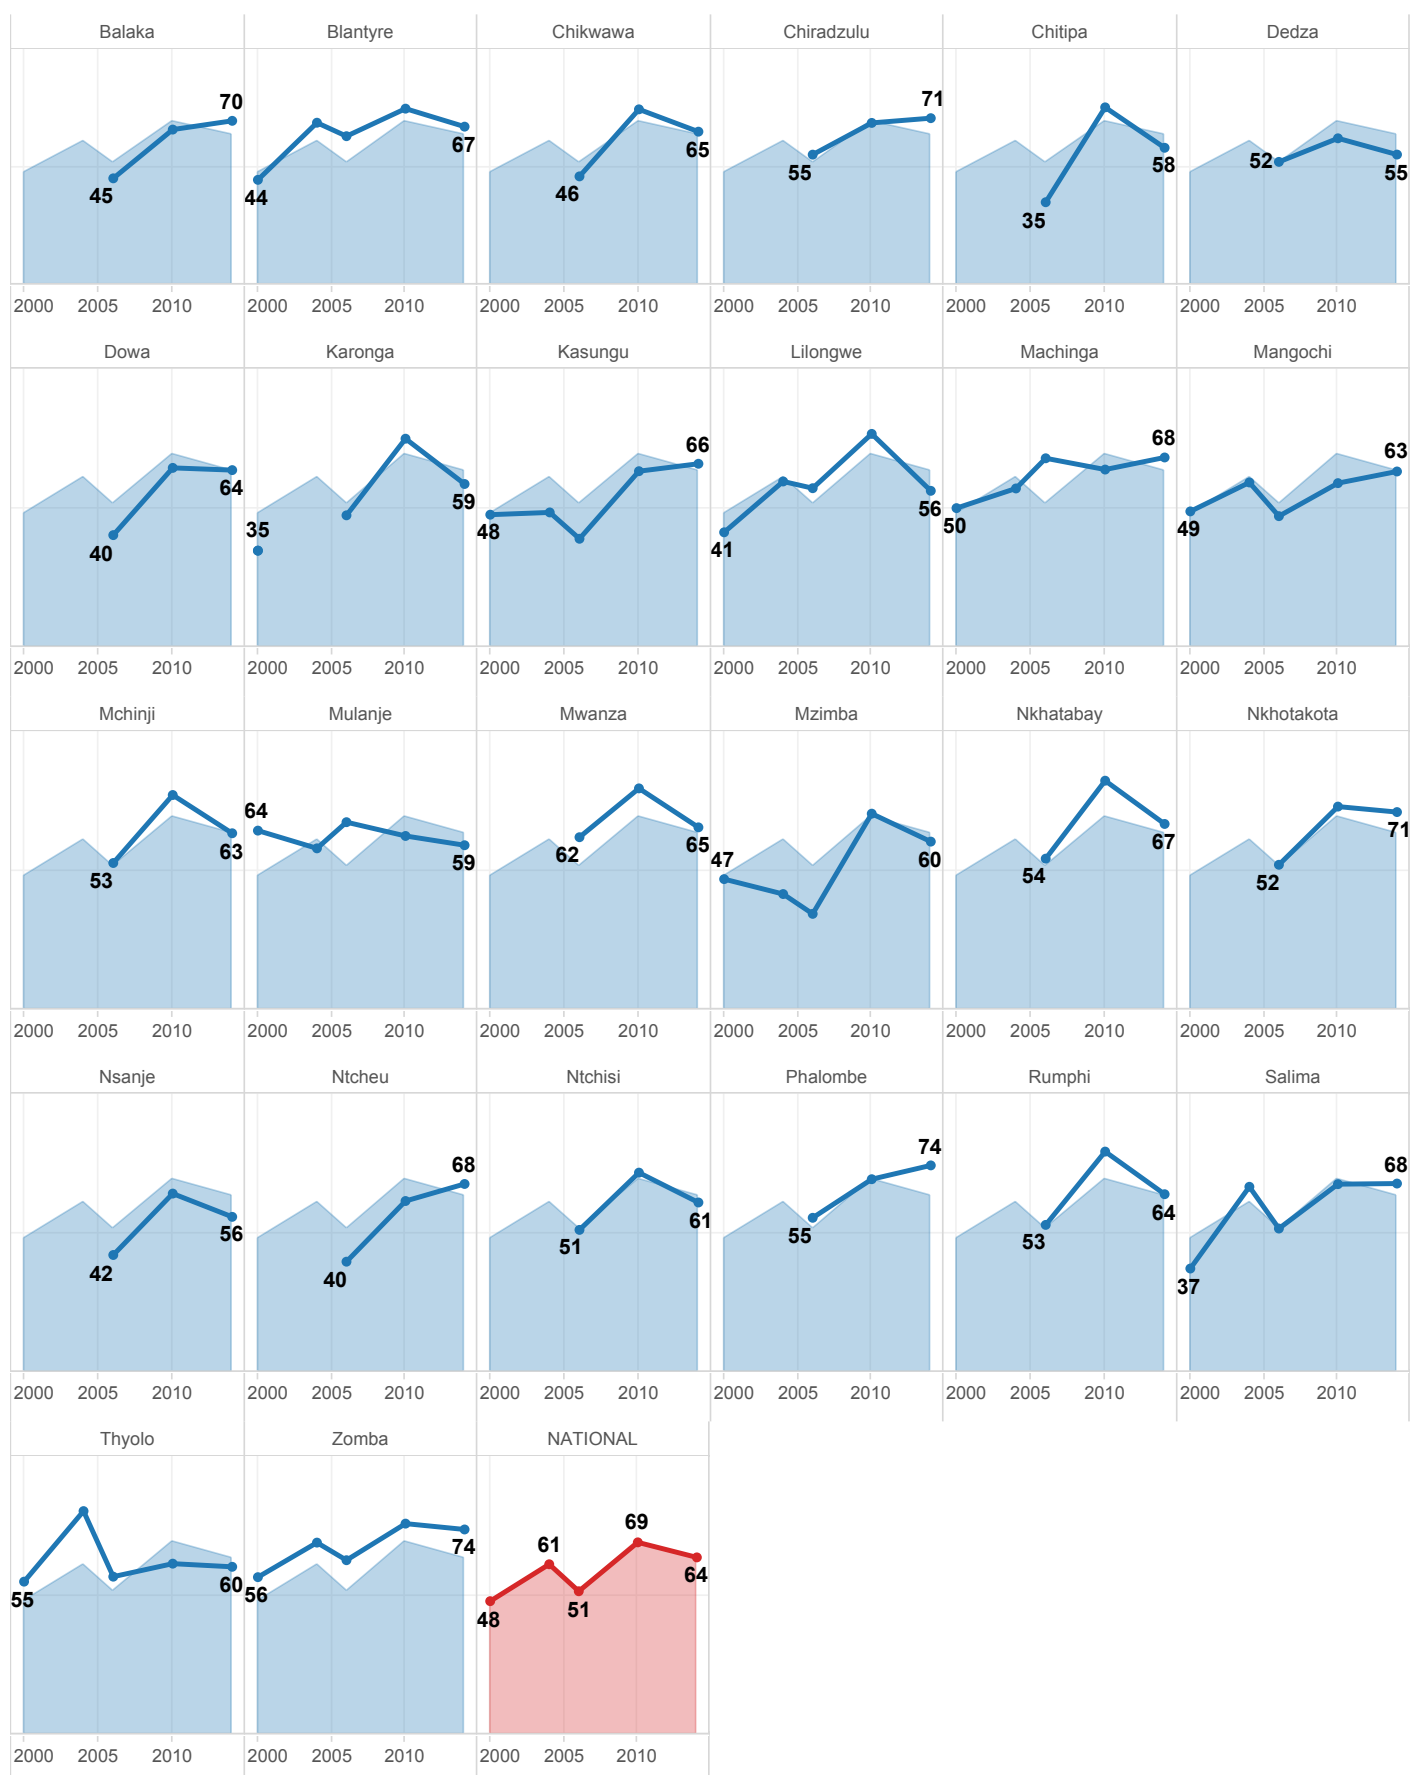 Balaka Blantyre Chikwawa Chiradzulu Chitipa Dedza
70 71
67 65 58 55
45 44 46 55 35 52
2000 2005 2010 2000 2005 2010 2000 2005 2010 2000 2005 2010 2000 2005 2010 2000 2005 2010
Dowa Karonga Kasungu Lilongwe Machinga Mangochi
66 68 63
64 59 56
40 35 48 41 50 49
2000 2005 2010 2000 2005 2010 2000 2005 2010 2000 2005 2010 2000 2005 2010 2000 2005 2010
Mchinji Mulanje Mwanza Mzimba Nkhatabay Nkhotakota
64 47
53 63 59 62 65 60 54 67 52 71
2000 2005 2010 2000 2005 2010 2000 2005 2010 2000 2005 2010 2000 2005 2010 2000 2005 2010
Nsanje Ntcheu Ntchisi Phalombe Rumphi Salima
68 74 68
42 56 40 51 61 55 53 64 37
2000 2005 2010 2000 2005 2010 2000 2005 2010 2000 2005 2010 2000 2005 2010 2000 2005 2010
Thyolo Zomba NATIONAL
61 69
55 60 56 74 48 51 64
2000 2005 2010 2000 2005 2010 2000 2005 2010